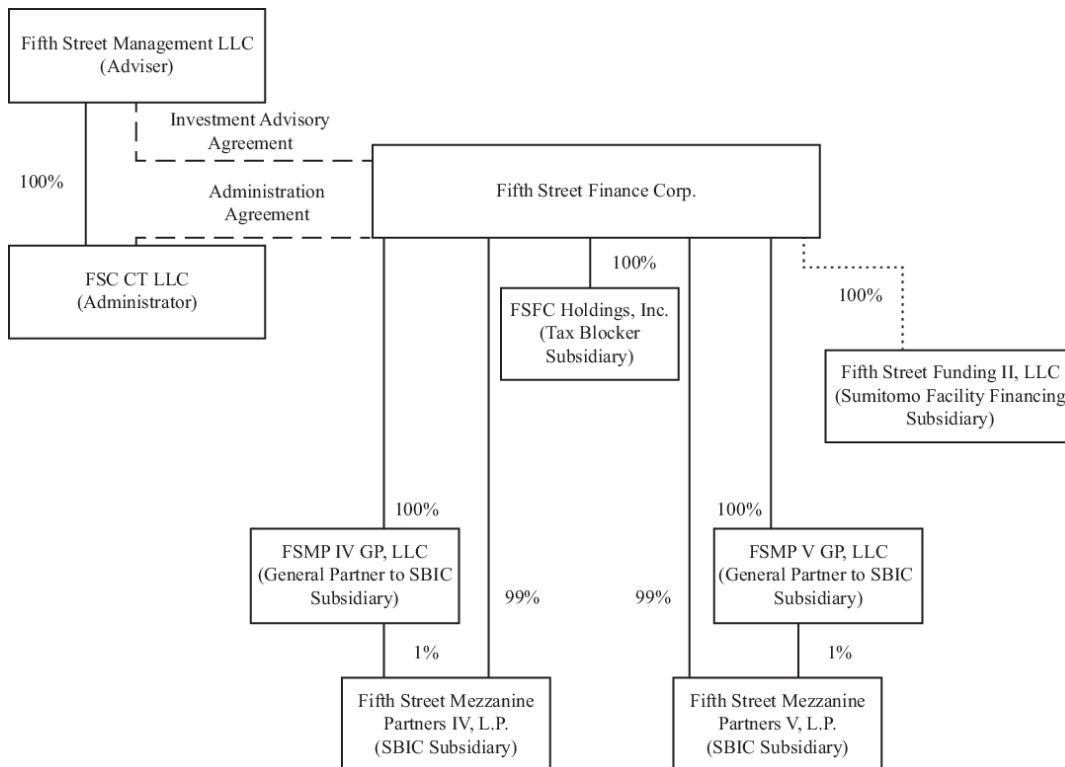 Fifth Street Management LLC
(Adviser)
Investment Advisory
Agreement
100%
Fifth Street Finance Corp.
Administration
Agreement
FSC CT LLC
(Administrator)
100%
FSFC Holdings, Inc.
(Tax Blocker
Subsidiary)
100%
Fifth Street Funding II, LLC
(Sumitomo Facility Financing
Subsidiary)
100%
FSMP IV GP, LLC
(General Partner to SBIC
Subsidiary)
100%
FSMP V GP, LLC
(General Partner to SBIC
Subsidiary)
99%
99%
1%
1%
Fifth Street Mezzanine
Partners IV, L.P.
(SBIC Subsidiary)
Fifth Street Mezzanine
Partners V, L.P.
(SBIC Subsidiary)